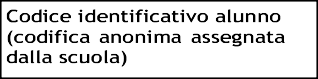 Codice identificativo alunno
(codifica anonima assegnata
dalla scuola)